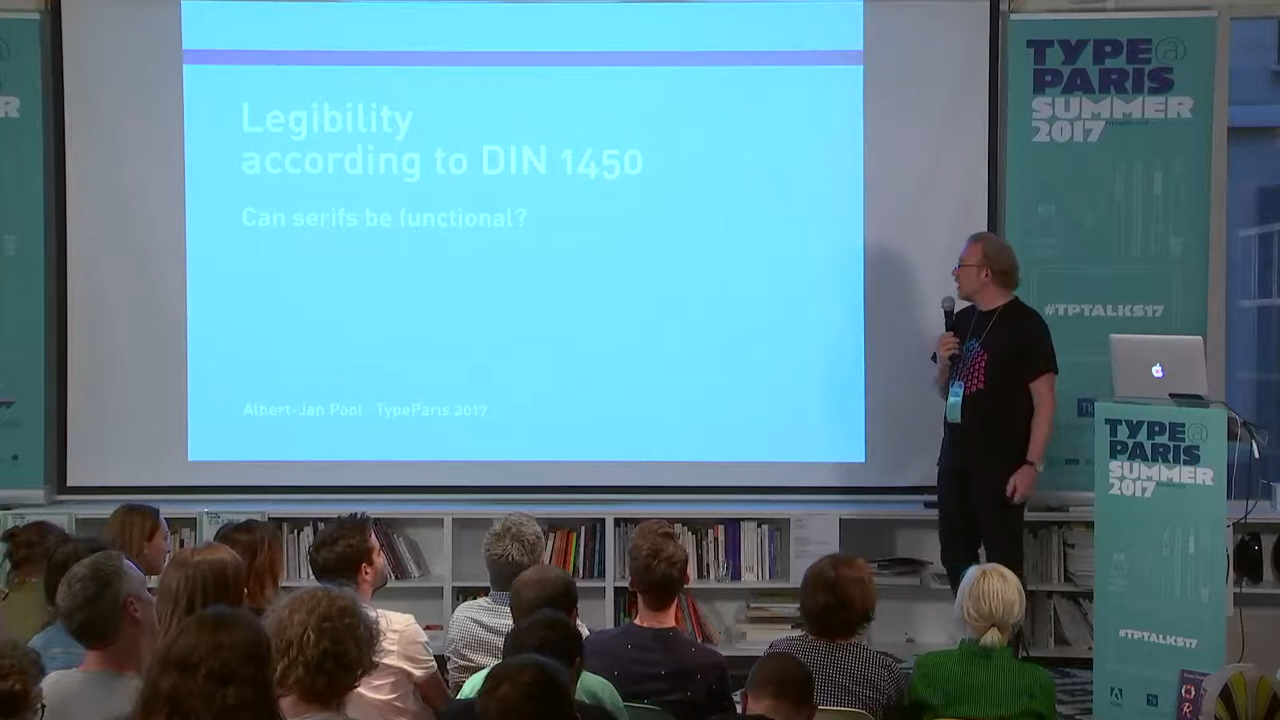 Legibility
according to DIN 1450
Can serifs be functional?
Albert-Jan Pool TypeParis 2017
R
TYPE@
PARIS
SUMMER
2017
#TPTALKS17
TYPE@
PARIS
SUMMER
2017
#TPTALKS17